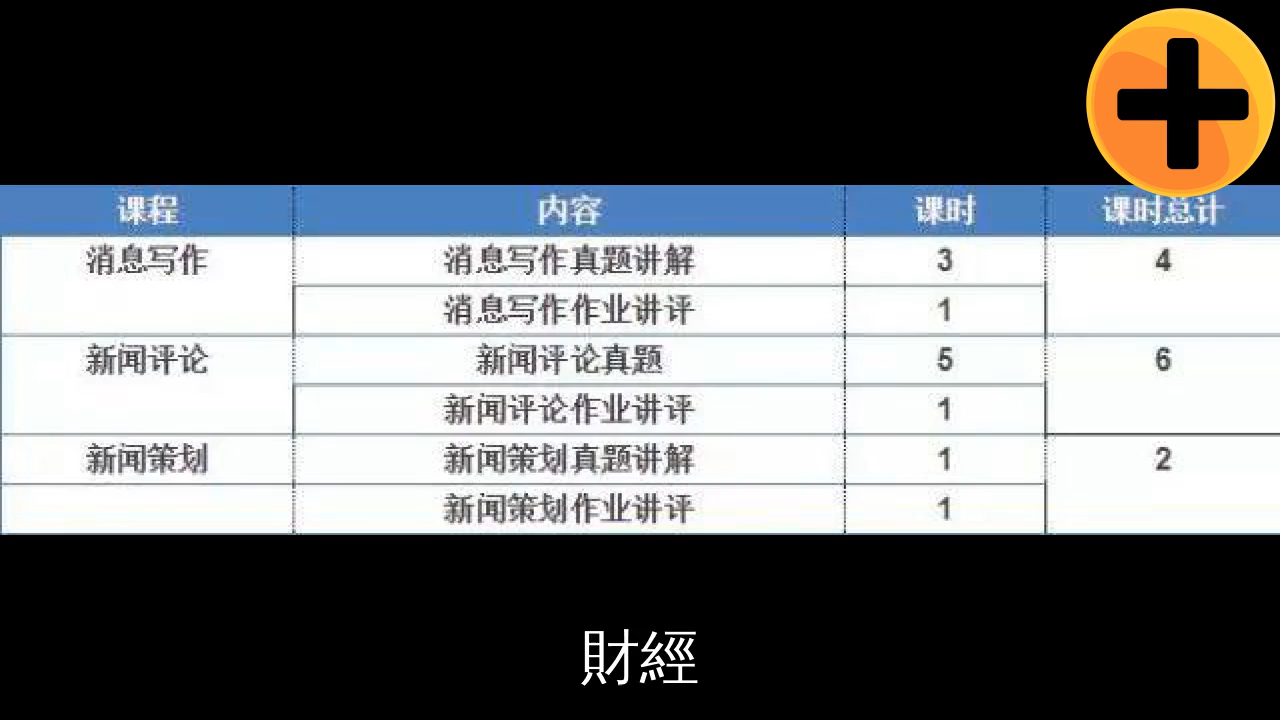 课程 内容 课时 课时总计
消息写作 消息写作真题讲解 3 4
消息写作作业讲评 1
新闻评论 新闻评论真题 5 6
新闻评论作业讲评 1
新闻策划 新闻策划真题讲解 1 2
新闻策划作业讲评 1
財經